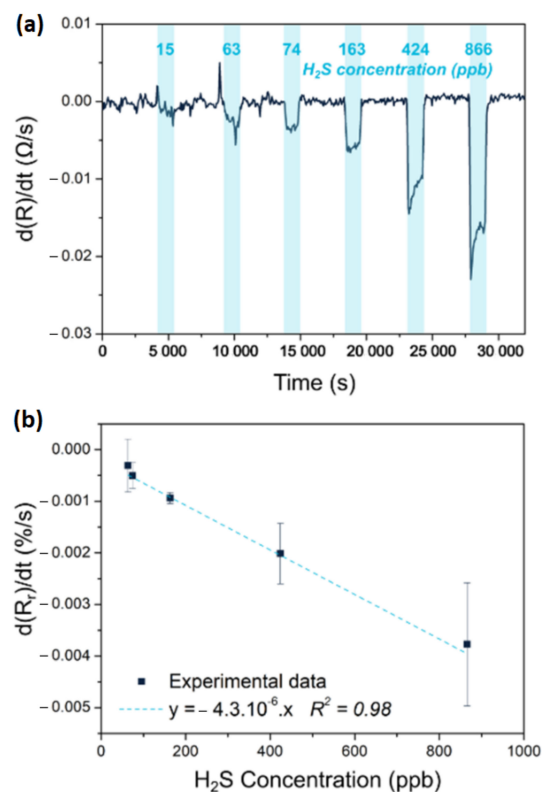 (a)
0.01
15 63 74 163 424 866
H₂S concentration (ppb)
0.00
−0.01
−0.02
−0.03
d(R)/dt (Ω/s)
0 5 000 10 000 15 000 20 000 25 000 30 000
Time (s)
(b)
0.000
−0.001
−0.002
−0.003
−0.004
−0.005
d(Rᵣ)/dt (%/s)
Experimental data
y = − 4.3.10⁻⁶.x R² = 0.98
0 200 400 600 800 1000
H₂S Concentration (ppb)